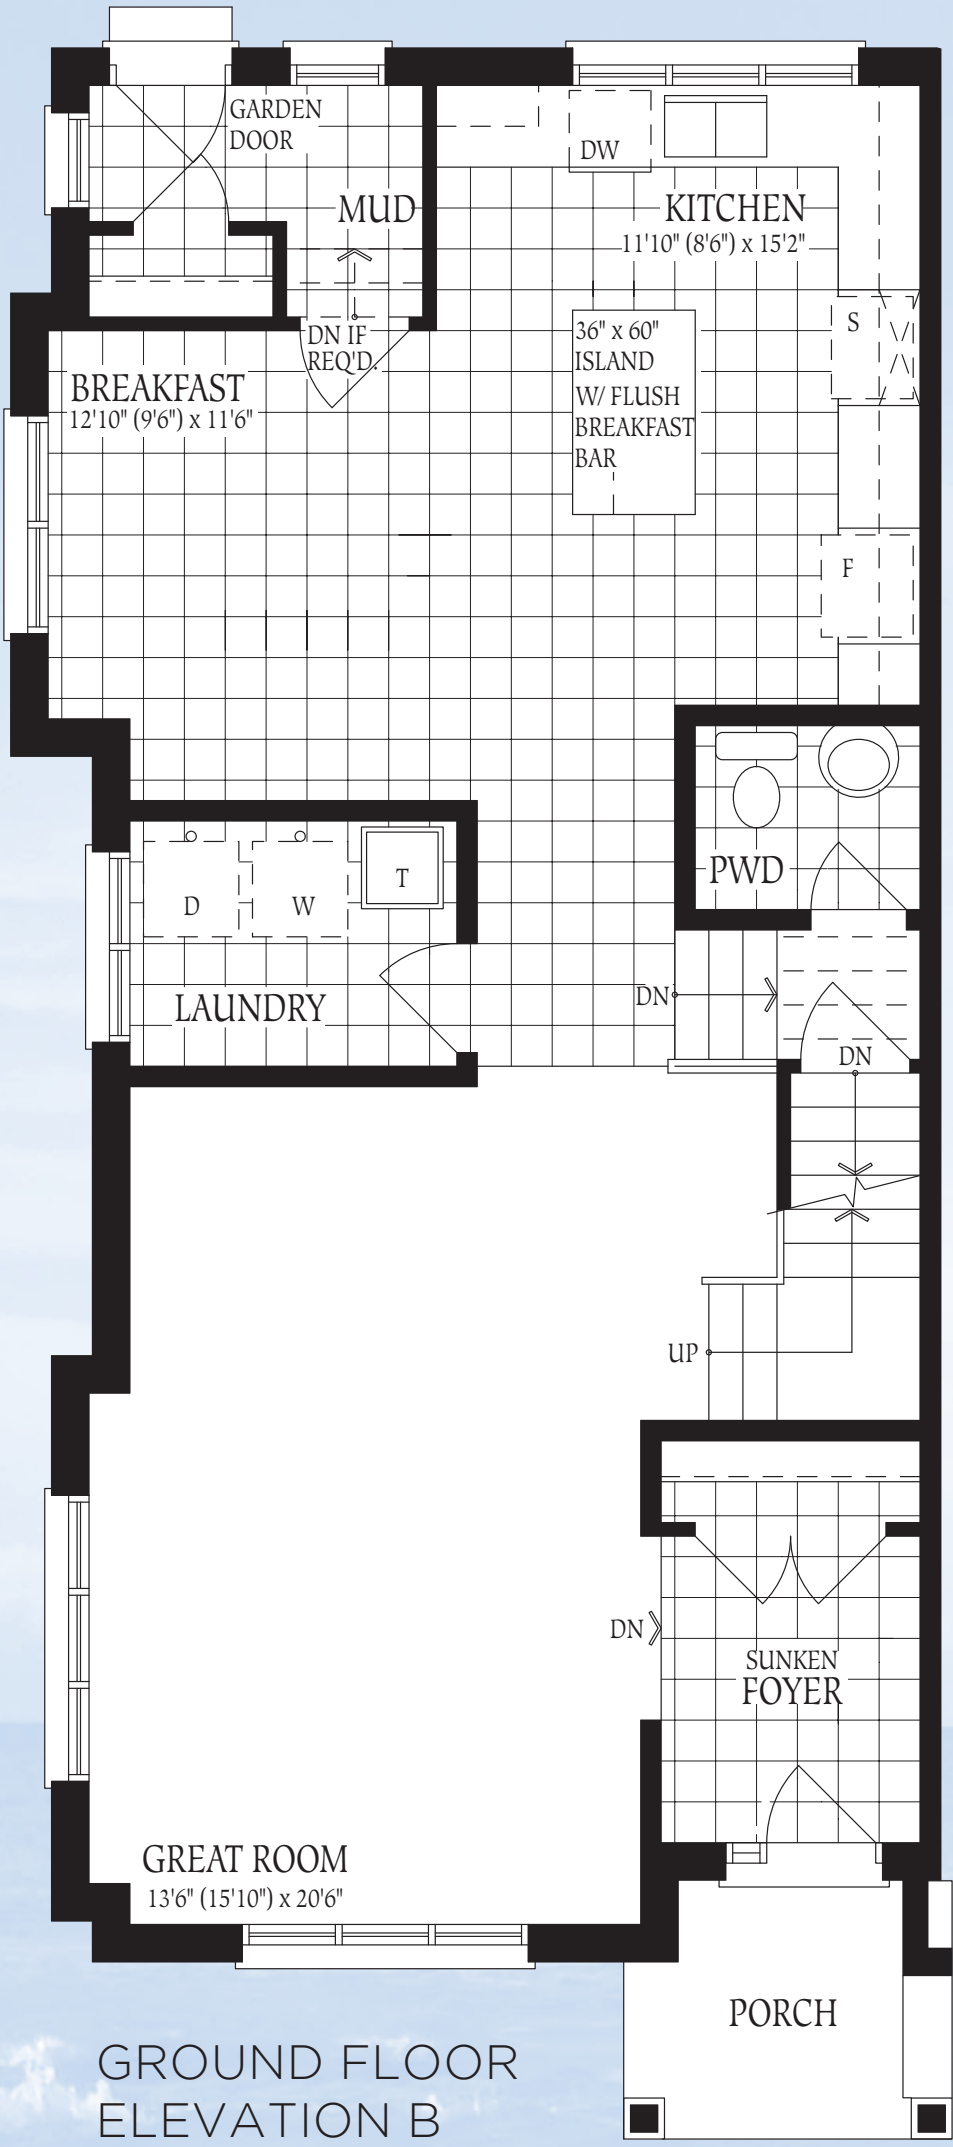 GARDEN
DOOR
DW
MUD
KITCHEN
11'10" (8'6") x 15'2"
S
DN IF
REQ'D.
36" x 60"
ISLAND
W/ FLUSH
BREAKFAST
BAR
BREAKFAST
12'10" (9'6") x 11'6"
F
PWD
D
W
T
LAUNDRY
DN
DN
UP
DN
SUNKEN
FOYER
GREAT ROOM
13'6" (15'10") x 20'6"
PORCH
GROUND FLOOR
ELEVATION B